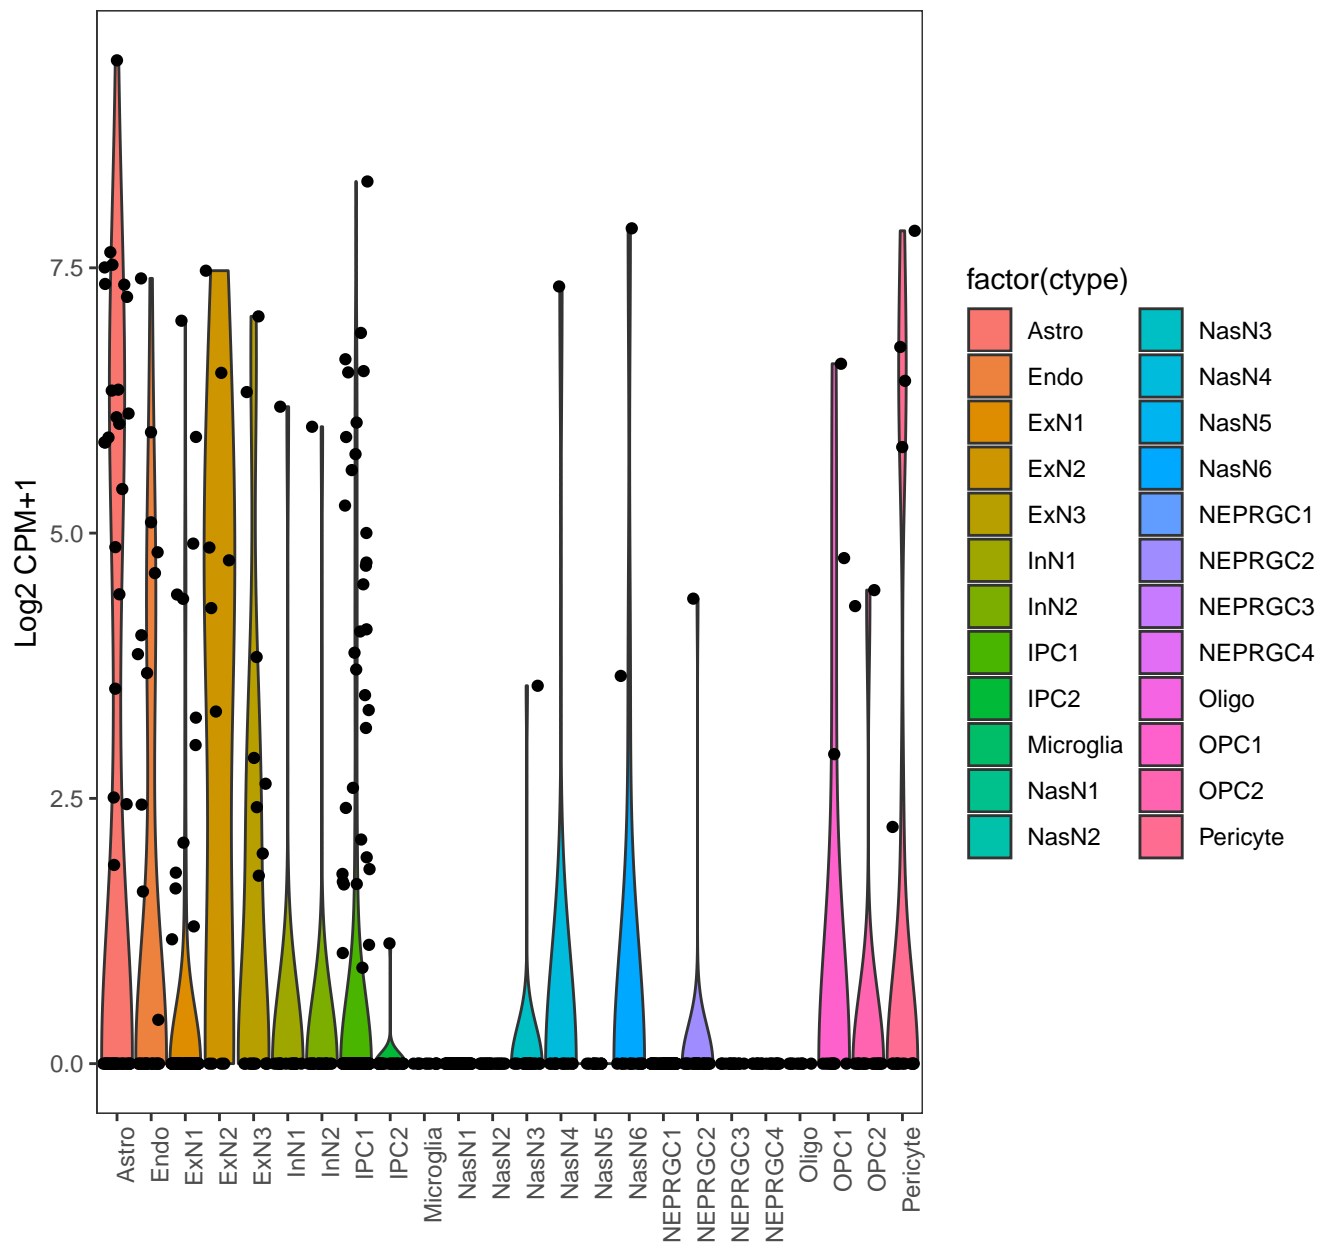 Log2 CPM+1
7.5
5.0
2.5
0.0
Astro
Endo
ExN1
ExN2
ExN3
InN1
InN2
IPC1
IPC2
Microglia
NasN1
NasN2
NasN3
NasN4
NasN5
NasN6
NEPRGC1
NEPRGC2
NEPRGC3
NEPRGC4
Oligo
OPC1
OPC2
Pericyte
factor(ctype)
Astro
Endo
ExN1
ExN2
ExN3
InN1
InN2
IPC1
IPC2
Microglia
NasN1
NasN2
NasN3
NasN4
NasN5
NasN6
NEPRGC1
NEPRGC2
NEPRGC3
NEPRGC4
Oligo
OPC1
OPC2
Pericyte